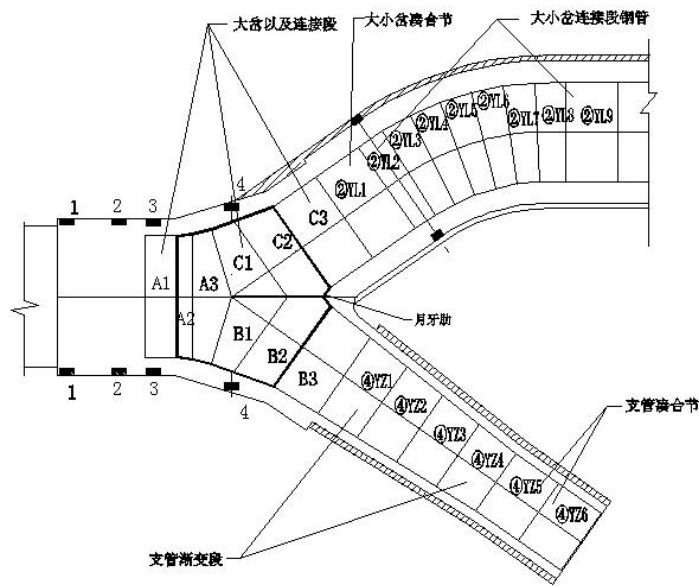 大岔以及连接段
大小岔凑合节
大小岔连接段钢管
②YL1
②YL2
②YL3
②YL4
②YL5
②YL6
②YL7
②YL8
②YL9
1
2
3
4
C1
C2
C3
A1
A2
A3
B1
B2
B3
月牙肋
1
2
3
4
④YZ1
④YZ2
④YZ3
④YZ4
④YZ5
④YZ6
支管凑合节
支管渐变段